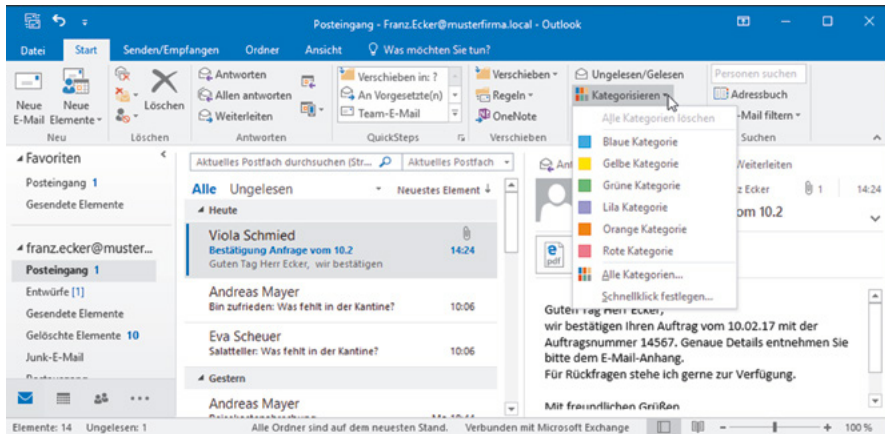 Posteingang - Franz.Ecker@musterfirma.local - Outlook
Datei Start Senden/Empfangen Ordner Ansicht Was möchten Sie tun?
Neue E-Mail
Neue Elemente
Neu
Löschen
Löschen
Antworten
Allen antworten
Weiterleiten
Antworten
Verschieben in: ?
An Vorgesetzte(n)
Team-E-Mail
QuickSteps
Verschieben
Regeln
OneNote
Verschieben
Ungelesen/Gelesen
Kategorisieren
Personen suchen
Adressbuch
-Mail filtern
Suchen
Alle Kategorien löschen
Blaue Kategorie
Gelbe Kategorie
Grüne Kategorie
Lila Kategorie
Orange Kategorie
Rote Kategorie
Alle Kategorien...
Schnellklick festlegen...
Favoriten
Posteingang 1
Gesendete Elemente
franz.ecker@muster...
Posteingang 1
Entwürfe [1]
Gesendete Elemente
Gelöschte Elemente 10
Junk-E-Mail
Aktuelles Postfach durchsuchen (Str... Aktuelles Postfach
Alle Ungelesen Neuestes Element
Heute
Viola Schmied
Bestätigung Anfrage vom 10.2 14:24
Guten Tag Herr Ecker, wir bestätigen
Andreas Mayer
Bin zufrieden: Was fehlt in der Kantine? 10:06
Eva Scheuer
Salatteller: Was fehlt in der Kantine? 10:06
Gestern
Andreas Mayer
Ant
Weiterleiten
z Ecker 1 14:24
om 10.2
pdf
Guten Tag Herr Ecker,
wir bestätigen Ihren Auftrag vom 10.02.17 mit der
Auftragsnummer 14567. Genaue Details entnehmen Sie
bitte dem E-Mail-Anhang.
Für Rückfragen stehe ich gerne zur Verfügung.
Mit freundlichen Grüßen
Elemente: 14 Ungelesen: 1 Alle Ordner sind auf dem neuesten Stand. Verbunden mit Microsoft Exchange 100 %